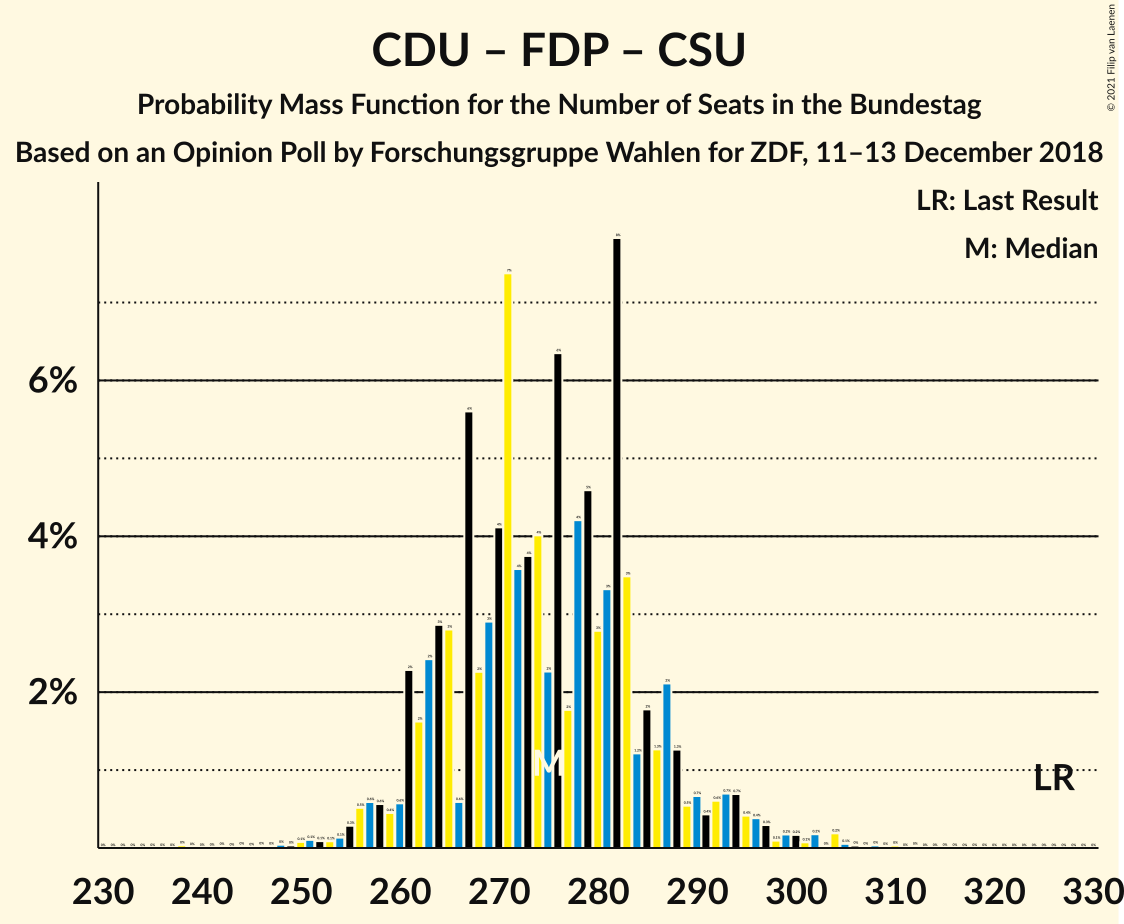 CDU – FDP – CSU
Probability Mass Function for the Number of Seats in the Bundestag
Based on an Opinion Poll by Forschungsgruppe Wahlen for ZDF, 11–13 December 2018
© 2021 Filip van Laenen
LR: Last Result
M: Median
6%
4%
2%
M
LR
230 240 250 260 270 280 290 300 310 320 330